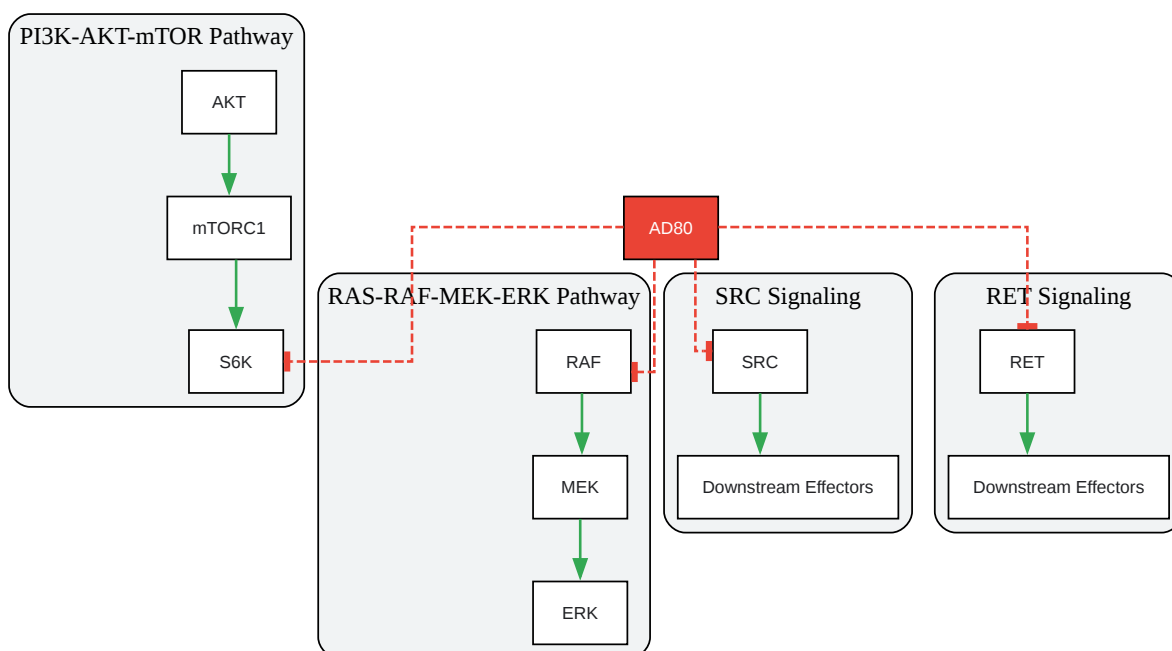 PI3K-AKT-mTOR Pathway
AKT
mTORC1
S6K
AD80
RAS-RAF-MEK-ERK Pathway
RAF
MEK
ERK
SRC Signaling
SRC
Downstream Effectors
RET Signaling
RET
Downstream Effectors